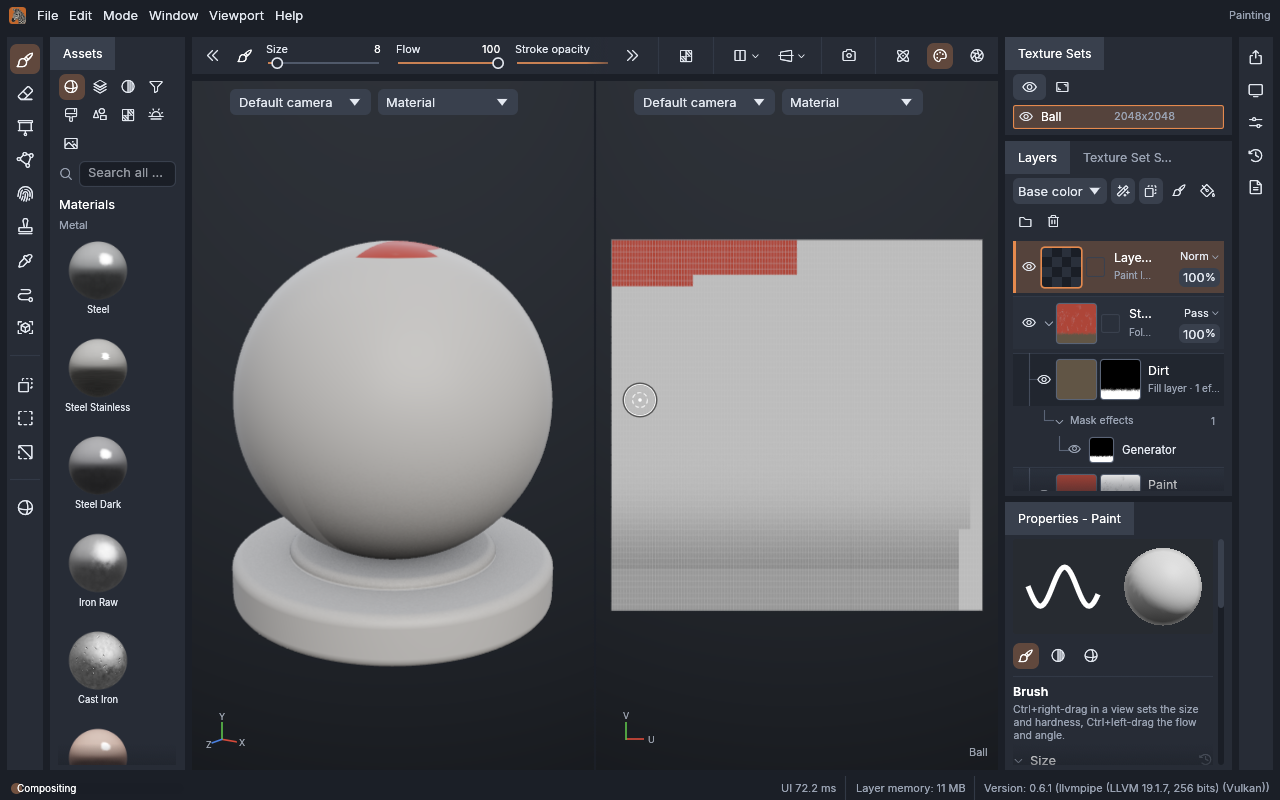 File Edit Mode Window Viewport Help
Painting
Assets
Search all ...
Materials
Metal
Steel
Steel Stainless
Steel Dark
Iron Raw
Cast Iron
Size 8
Flow 100
Stroke opacity
Default camera
Material
Default camera
Material
Y
Z
X
V
U
Ball
Texture Sets
Ball 2048x2048
Layers
Texture Set S...
Base color
Laye...
Paint l...
Norm
100%
St...
Fol...
Pass
100%
Dirt
Fill layer · 1 ef...
Mask effects 1
Generator
Paint
Properties - Paint
Brush
Ctrl+right-drag in a view sets the size
and hardness, Ctrl+left-drag the flow
and angle.
Size
Compositing
UI 72.2 ms
Layer memory: 11 MB
Version: 0.6.1 (llvmpipe (LLVM 19.1.7, 256 bits) (Vulkan))